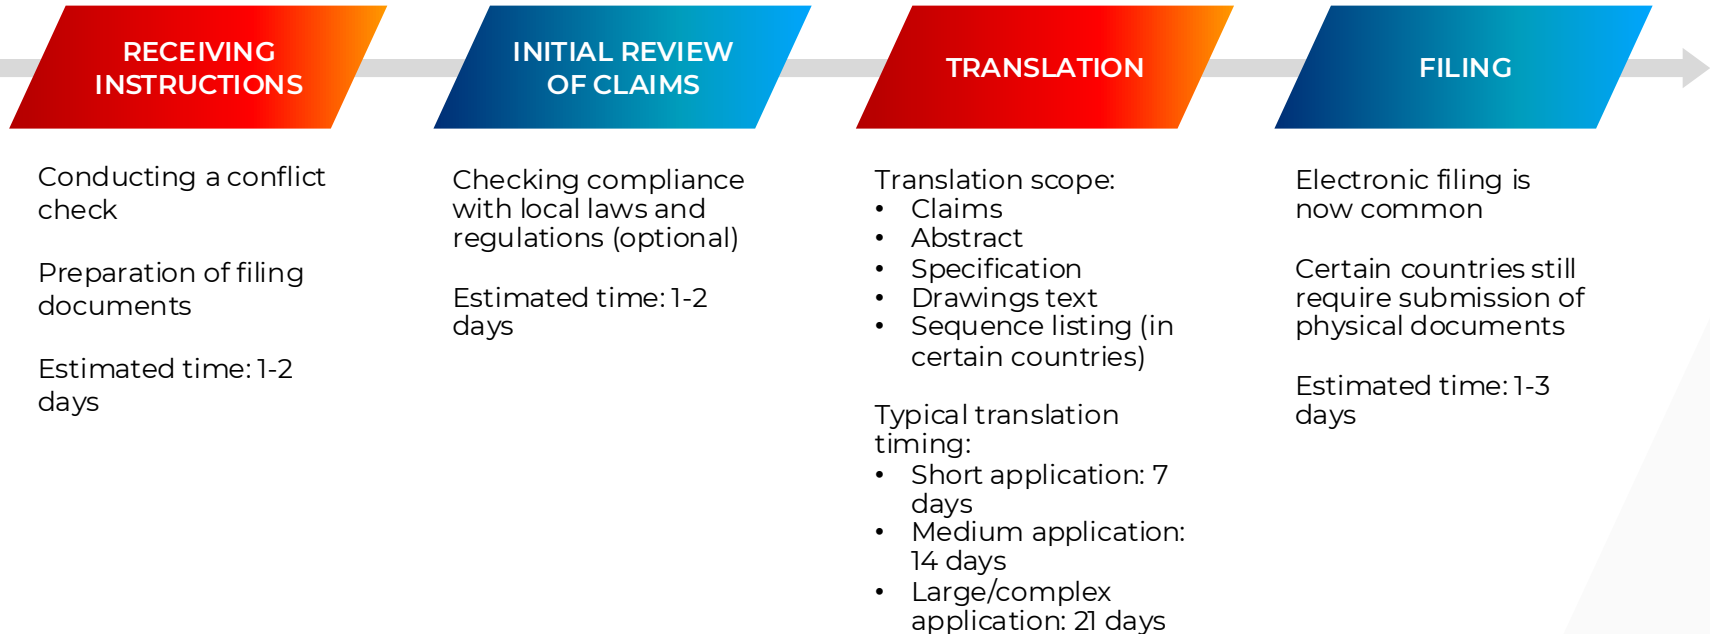 RECEIVING
INSTRUCTIONS
Conducting a conflict
check
Preparation of filing
documents
Estimated time: 1-2
days
INITIAL REVIEW
OF CLAIMS
Checking compliance
with local laws and
regulations (optional)
Estimated time: 1-2
days
TRANSLATION
Translation scope:
• Claims
• Abstract
• Specification
• Drawings text
• Sequence listing (in
certain countries)
Typical translation
timing:
• Short application: 7
days
• Medium application:
14 days
• Large/complex
application: 21 days
FILING
Electronic filing is
now common
Certain countries still
require submission of
physical documents
Estimated time: 1-3
days